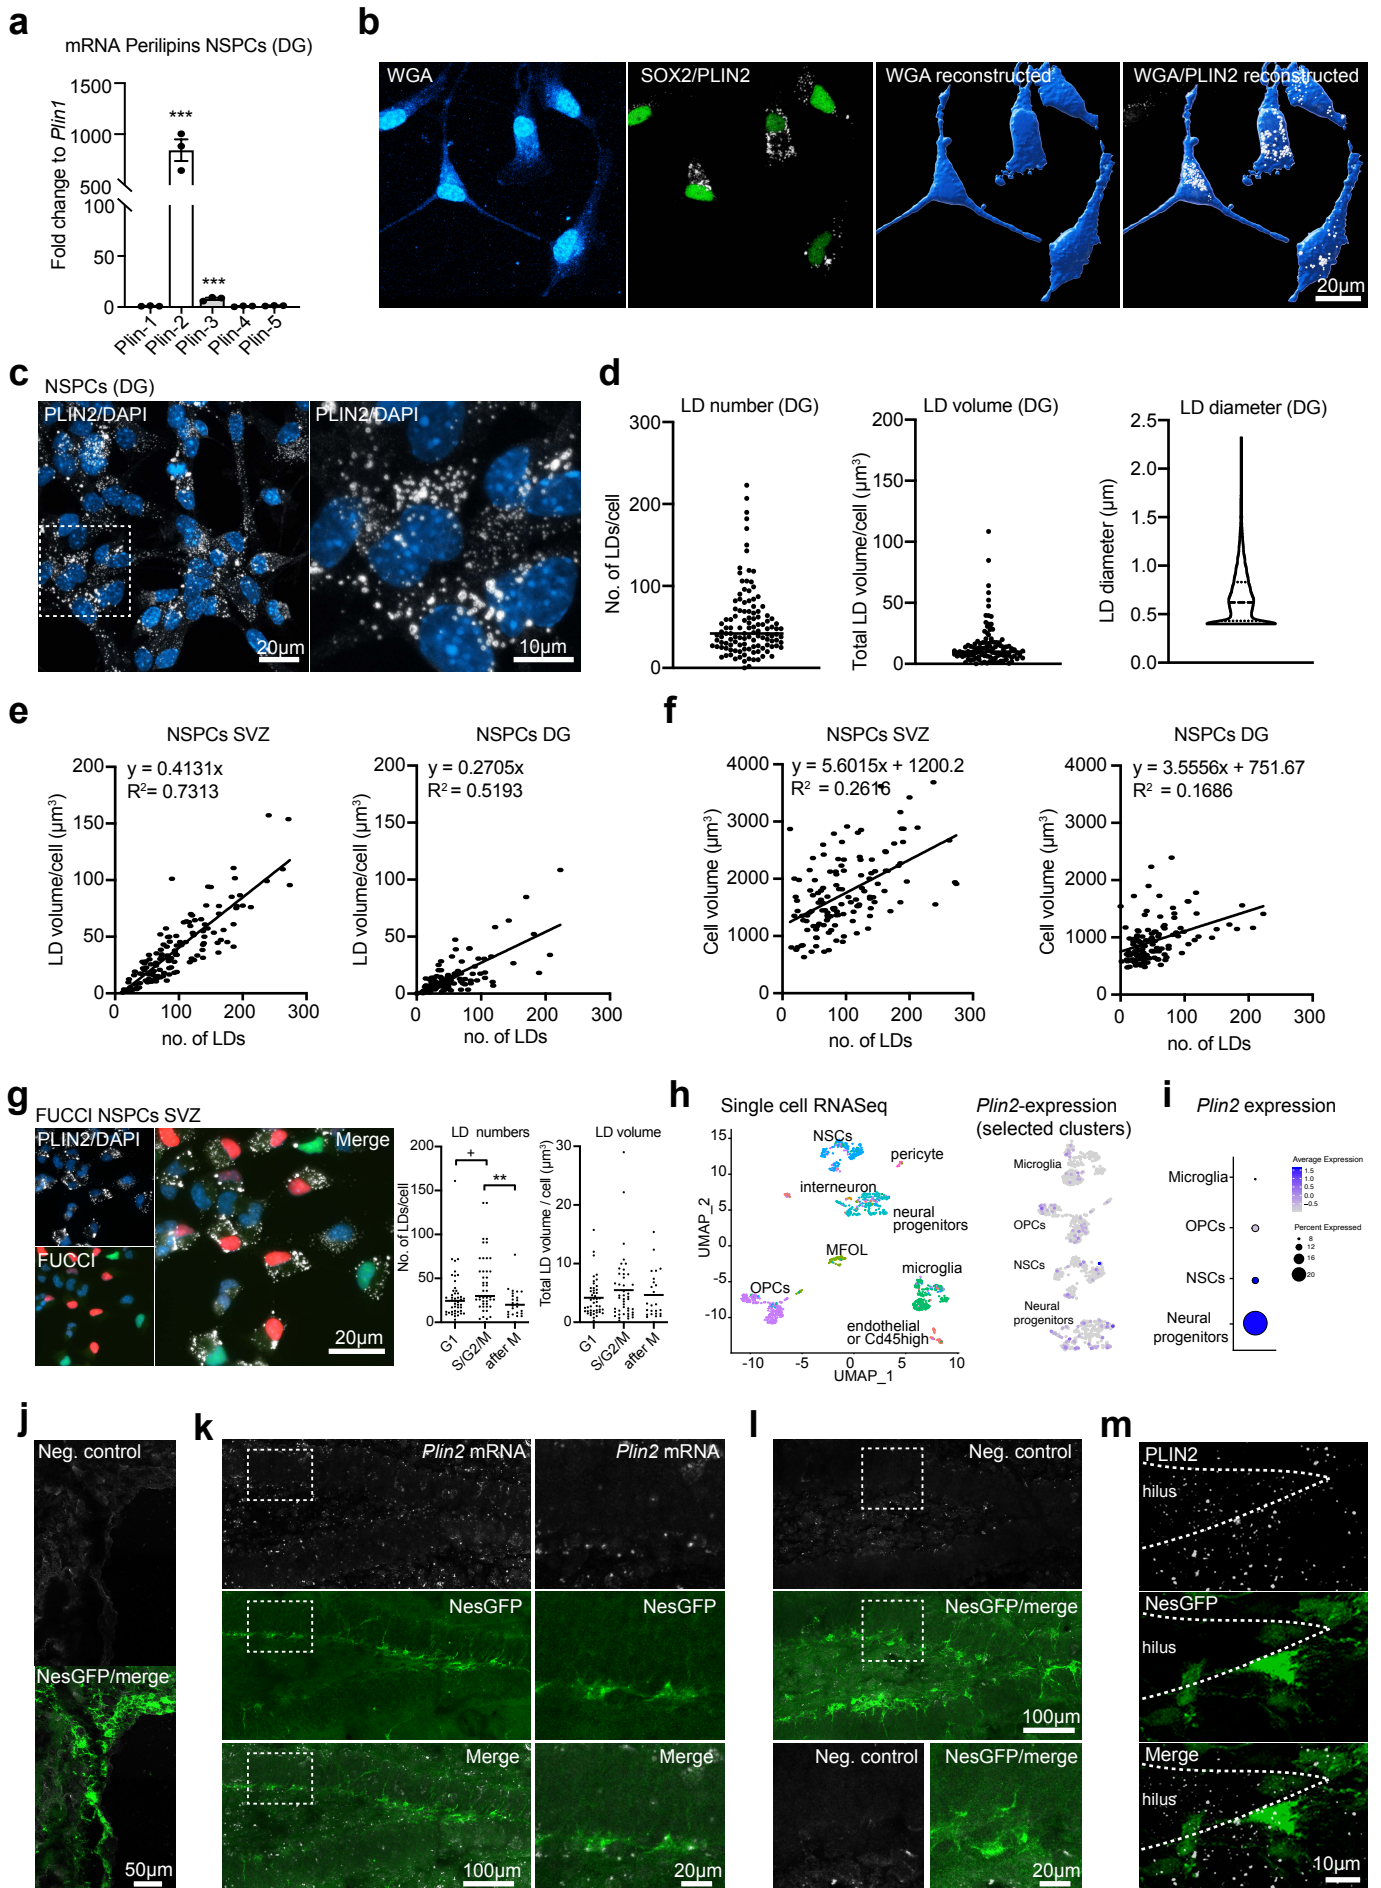 a
mRNA Perilipins NSPCs (DG)
Fold change to Plin1
1500
1000
500
100
50
0
***
***
Plin-1
Plin-2
Plin-3
Plin-4
Plin-5
b
WGA
SOX2/PLIN2
WGA reconstructed
WGA/PLIN2 reconstructed
20µm
c
NSPCs (DG)
PLIN2/DAPI
20µm
PLIN2/DAPI
10µm
d
LD number (DG)
No. of LDs/cell
300
200
100
0
LD volume (DG)
Total LD volume/cell (µm³)
200
150
100
50
0
LD diameter (DG)
LD diameter (µm)
2.5
2.0
1.5
1.0
0.5
0.0
e
NSPCs SVZ
y = 0.4131x
R²= 0.7313
LD volume/cell (µm³)
200
150
100
50
0
0 100 200 300
no. of LDs
NSPCs DG
y = 0.2705x
R² = 0.5193
LD volume/cell (µm³)
200
150
100
50
0
0 100 200 300
no. of LDs
f
NSPCs SVZ
y = 5.6015x + 1200.2
R² = 0.2616
Cell volume (µm³)
4000
3000
2000
1000
0
0 100 200 300
no. of LDs
NSPCs DG
y = 3.5556x + 751.67
R² = 0.1686
Cell volume (µm³)
4000
3000
2000
1000
0
0 100 200 300
no. of LDs
g
FUCCI NSPCs SVZ
PLIN2/DAPI
FUCCI
Merge
20µm
LD numbers
No. of LDs/cell
200
150
100
50
0
+
**
G1
S/G2/M
after M
LD volume
Total LD volume / cell (µm³)
30
20
10
0
G1
S/G2/M
after M
h
Single cell RNASeq
UMAP_2
15
10
5
0
-5
-10
-10 -5 0 5 10
UMAP_1
NSCs
pericyte
interneuron
neural
progenitors
MFOL
OPCs
microglia
endothelial
or Cd45high
Plin2-expression
(selected clusters)
Microglia
OPCs
NSCs
Neural
progenitors
i
Plin2 expression
Microglia
OPCs
NSCs
Neural
progenitors
Average Expression
1.5
1.0
0.5
0.0
−0.5
Percent Expressed
8
12
16
20
j
Neg. control
NesGFP/merge
50µm
k
Plin2 mRNA
Plin2 mRNA
NesGFP
NesGFP
Merge
100µm
Merge
20µm
l
Neg. control
NesGFP/merge
100µm
Neg. control
NesGFP/merge
20µm
m
PLIN2
hilus
NesGFP
hilus
Merge
hilus
10µm